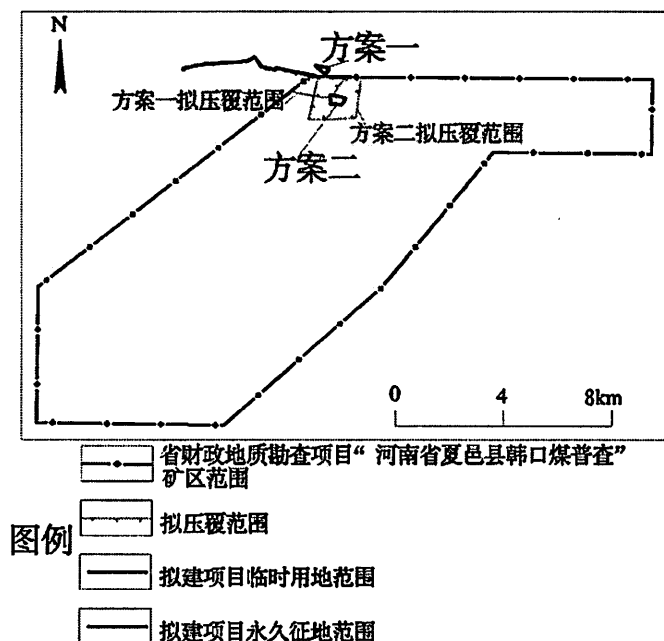 N
方案一
方案一拟压覆范围
方案二拟压覆范围
方案二
0 4 8km
图例
省财政地质勘查项目“河南省夏邑县韩口煤普查”
矿区范围
拟压覆范围
拟建项目临时用地范围
拟建项目永久征地范围